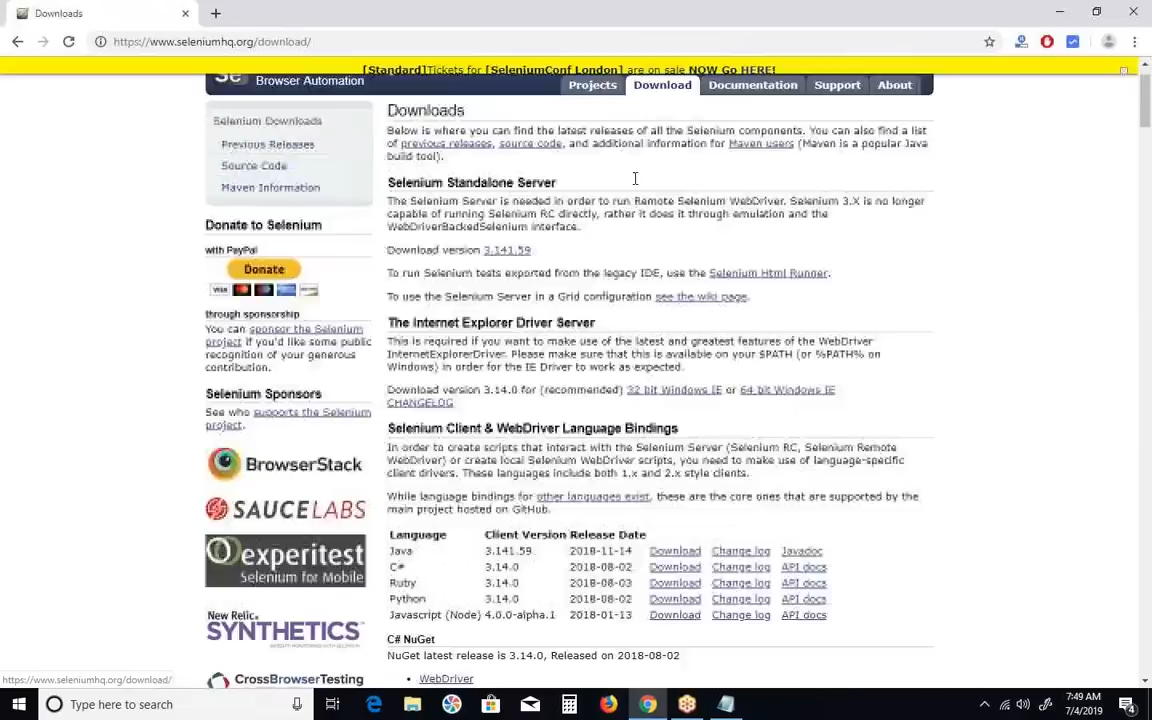 Downloads
https://www.seleniumhq.org/download/
[Standard]Tickets for [SeleniumConf London] are on sale NOW Go HERE!
Se
Browser Automation
Projects
Download
Documentation
Support
About
Selenium Downloads
Previous Releases
Source Code
Maven Information
Donate to Selenium
with PayPal
Donate
VISA
through sponsorship
You can sponsor the Selenium
project if you'd like some public
recognition of your generous
contribution.
Selenium Sponsors
See who supports the Selenium
project.
BrowserStack
SAUCELABS
experitest
Selenium for Mobile
New Relic.
SYNTHETICS
CrossBrowserTesting
Downloads
Below is where you can find the latest releases of all the Selenium components. You can also find a list
of previous releases, source code, and additional information for Maven users (Maven is a popular Java
build tool).
Selenium Standalone Server
The Selenium Server is needed in order to run Remote Selenium WebDriver. Selenium 3.X is no longer
capable of running Selenium RC directly, rather it does it through emulation and the
WebDriverBackedSelenium interface.
Download version 3.141.59
To run Selenium tests exported from the legacy IDE, use the Selenium Html Runner.
To use the Selenium Server in a Grid configuration see the wiki page.
The Internet Explorer Driver Server
This is required if you want to make use of the latest and greatest features of the WebDriver
InternetExplorerDriver. Please make sure that this is available on your $PATH (or %PATH% on
Windows) in order for the IE Driver to work as expected.
Download version 3.14.0 for (recommended) 32 bit Windows IE or 64 bit Windows IE
CHANGELOG
Selenium Client & WebDriver Language Bindings
In order to create scripts that interact with the Selenium Server (Selenium RC, Selenium Remote
WebDriver) or create local Selenium WebDriver scripts, you need to make use of language-specific
client drivers. These languages include both 1.x and 2.x style clients.
While language bindings for other languages exist, these are the core ones that are supported by the
main project hosted on GitHub.
Language Client Version Release Date
Java 3.141.59 2018-11-14 Download Change log Javadoc
C# 3.14.0 2018-08-02 Download Change log API docs
Ruby 3.14.0 2018-08-03 Download Change log API docs
Python 3.14.0 2018-08-02 Download Change log API docs
Javascript (Node) 4.0.0-alpha.1 2018-01-13 Download Change log API docs
C# NuGet
NuGet latest release is 3.14.0, Released on 2018-08-02
• WebDriver
https://www.seleniumhq.org/download/
Type here to search
7:49 AM
7/4/2019
4